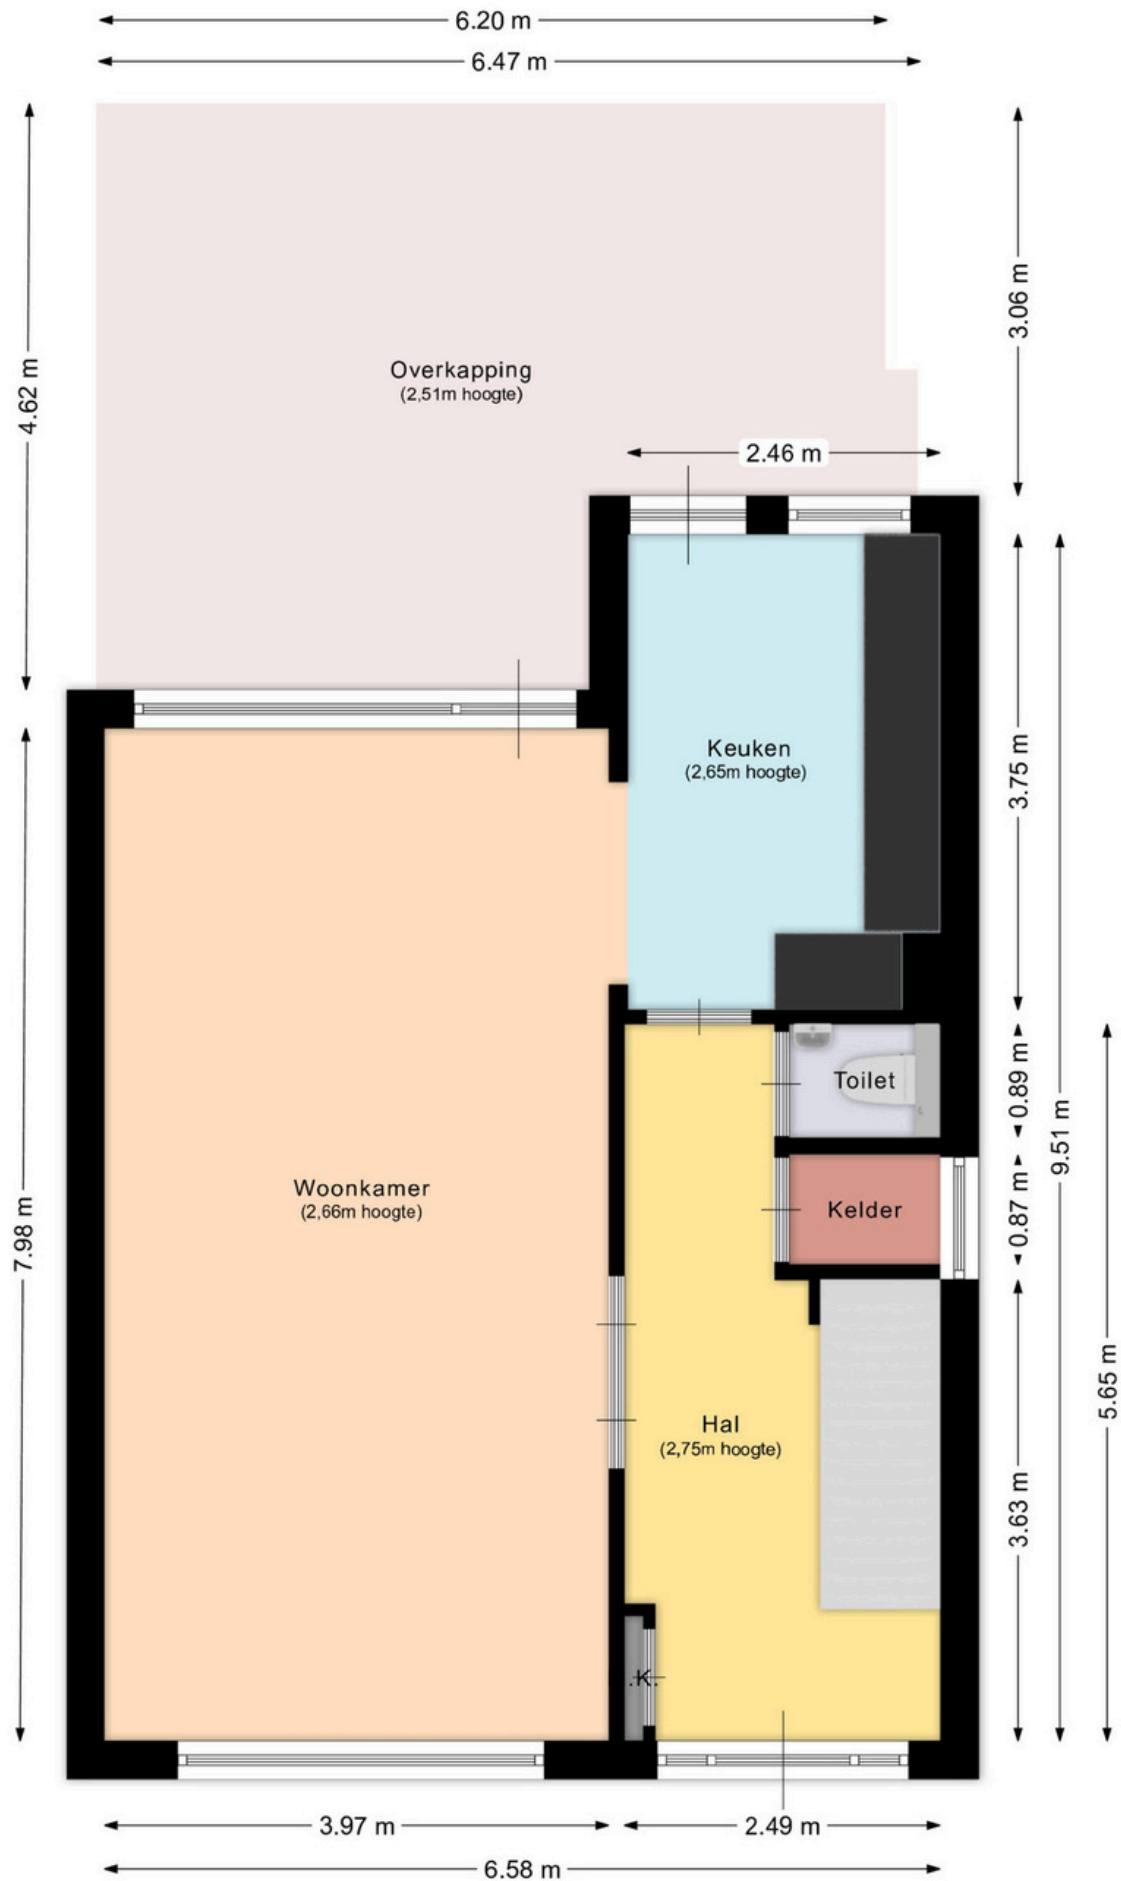 6.20 m
6.47 m
4.62 m
3.06 m
Overkapping
(2,51m hoogte)
2.46 m
Keuken
(2,65m hoogte)
3.75 m
Toilet
0.89 m
9.51 m
Woonkamer
(2,66m hoogte)
7.98 m
Kelder
0.87 m
5.65 m
Hal
(2,75m hoogte)
3.63 m
.K.
3.97 m
2.49 m
6.58 m